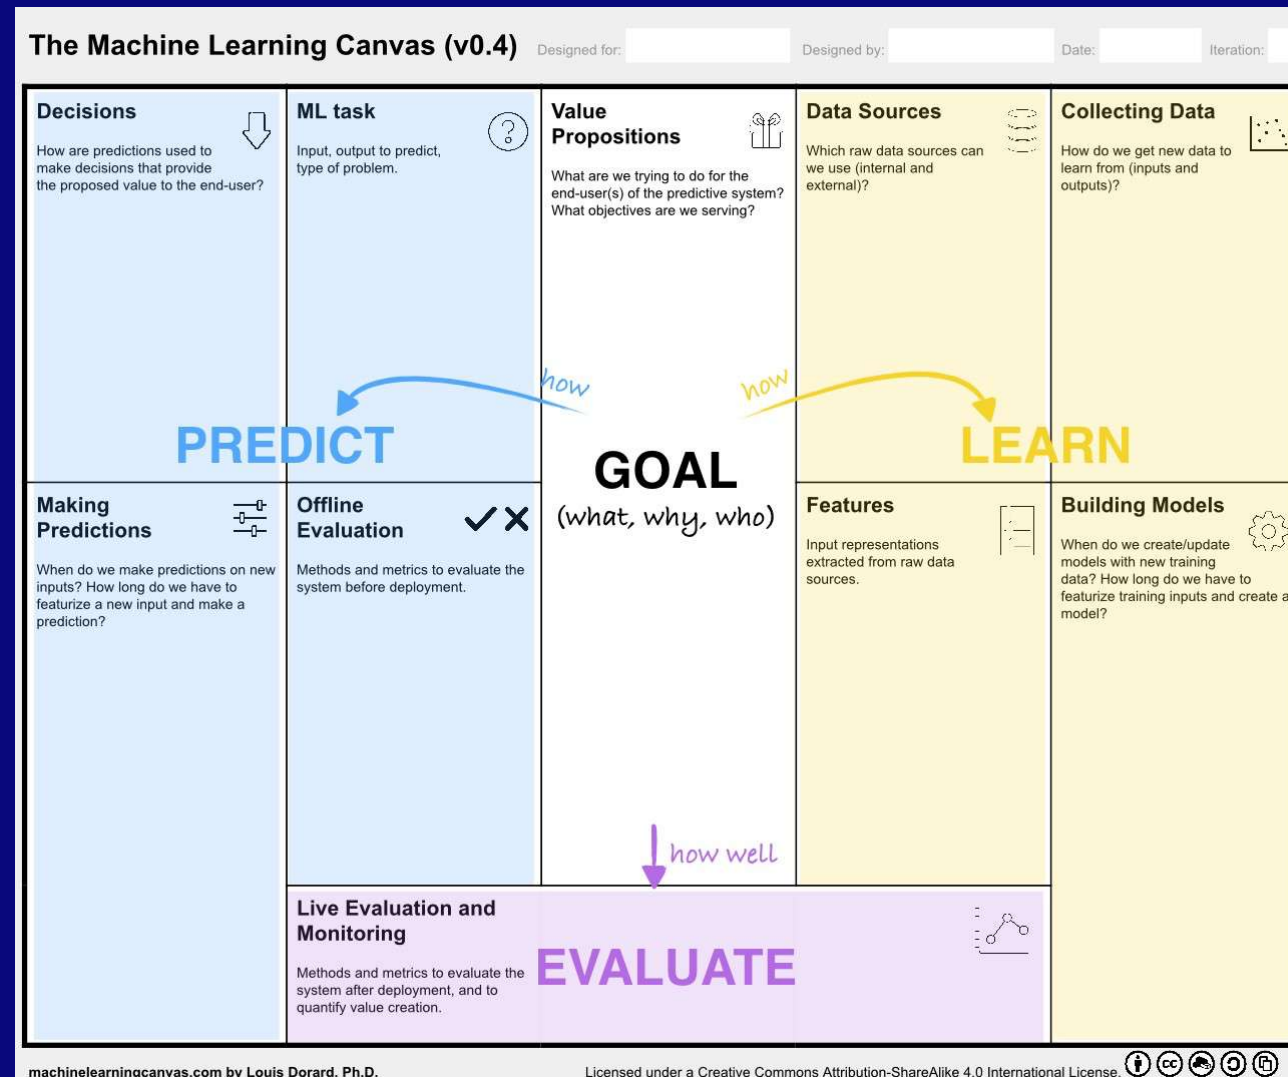 The Machine Learning Canvas (v0.4)
Designed for:
Designed by:
Date:
Iteration:
Decisions
How are predictions used to
make decisions that provide
the proposed value to the end-user?
ML task
Input, output to predict,
type of problem.
Value
Propositions
What are we trying to do for the
end-user(s) of the predictive system?
What objectives are we serving?
Data Sources
Which raw data sources can
we use (internal and
external)?
Collecting Data
How do we get new data to
learn from (inputs and
outputs)?
how
how
PREDICT
GOAL
(what, why, who)
LEARN
Making
Predictions
When do we make predictions on new
inputs? How long do we have to
featurize a new input and make a
prediction?
Offline
Evaluation
Methods and metrics to evaluate the
system before deployment.
Features
Input representations
extracted from raw data
sources.
Building Models
When do we create/update
models with new training
data? How long do we have to
featurize training inputs and create a
model?
how well
Live Evaluation and
Monitoring
Methods and metrics to evaluate the
system after deployment, and to
quantify value creation.
EVALUATE
machinelearningcanvas.com by Louis Dorard, Ph.D.
Licensed under a Creative Commons Attribution-ShareAlike 4.0 International License.